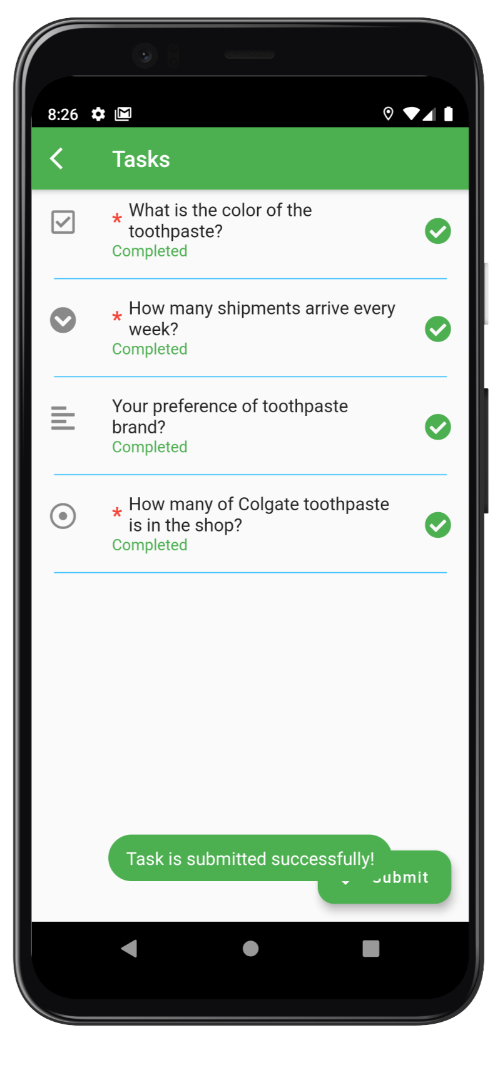 8:26
Tasks
* What is the color of the
toothpaste?
Completed
* How many shipments arrive every
week?
Completed
Your preference of toothpaste
brand?
Completed
* How many of Colgate toothpaste
is in the shop?
Completed
Task is submitted successfully!
Submit